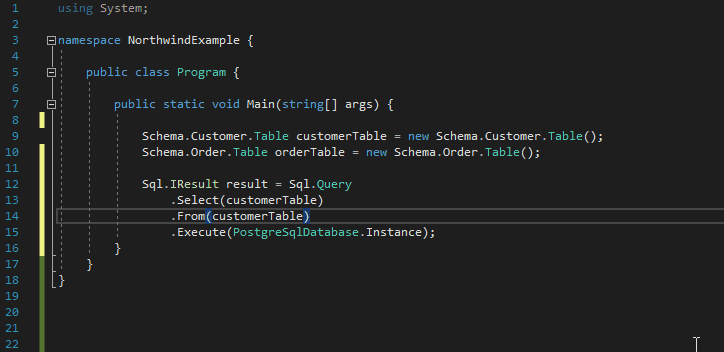 1 using System;
2
3 namespace NorthwindExample {
4
5 public class Program {
6
7 public static void Main(string[] args) {
8
9 Schema.Customer.Table customerTable = new Schema.Customer.Table();
10 Schema.Order.Table orderTable = new Schema.Order.Table();
11
12 Sql.IResult result = Sql.Query
13 .Select(customerTable)
14 .From(customerTable)
15 .Execute(PostgreSqlDatabase.Instance);
16 }
17 }
18 }
19
20
21
22